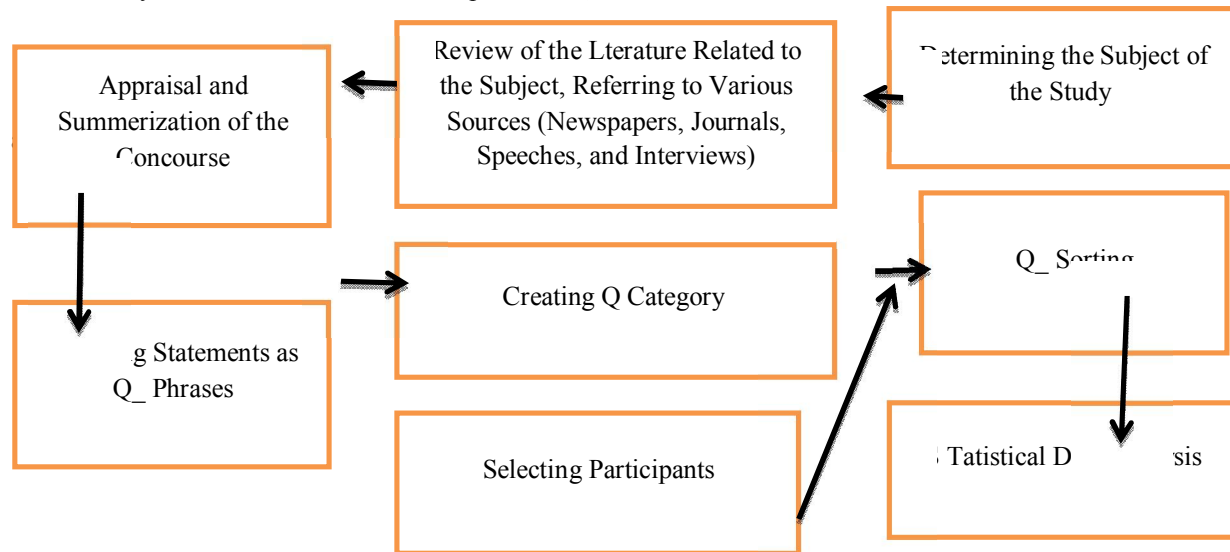 Appraisal and
Summerization of the
Concourse
Review of the Lterature Related to
the Subject, Referring to Various
Sources (Newspapers, Journals,
Speeches, and Interviews)
Determining the Subject of
the Study
Statements as
Q_ Phrases
Creating Q Category
Selecting Participants
Q_ Sorting
Tatistical